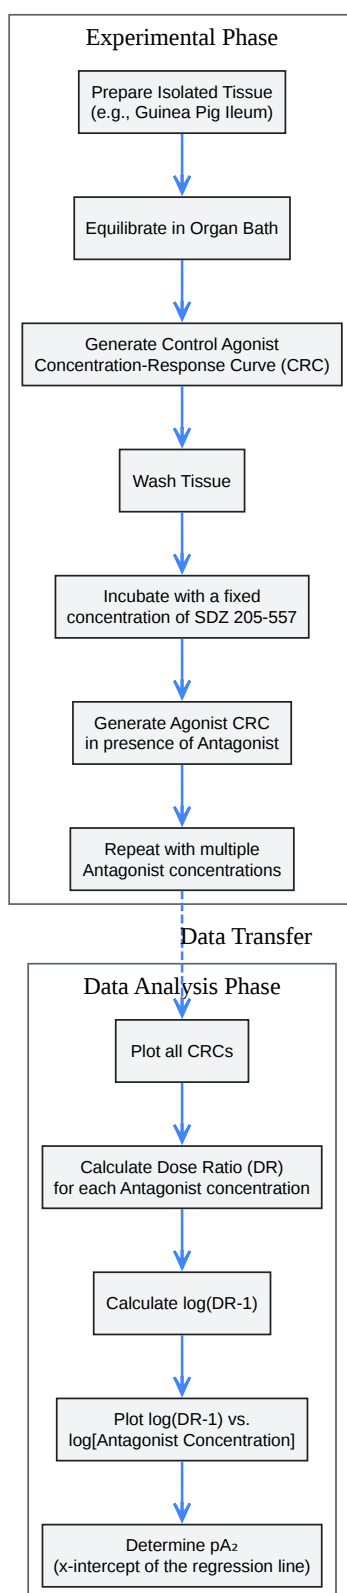 Experimental Phase
Prepare Isolated Tissue
(e.g., Guinea Pig Ileum)
Equilibrate in Organ Bath
Generate Control Agonist
Concentration-Response Curve (CRC)
Wash Tissue
Incubate with a fixed
concentration of SDZ 205-557
Generate Agonist CRC
in presence of Antagonist
Repeat with multiple
Antagonist concentrations
Data Transfer
Data Analysis Phase
Plot all CRCs
Calculate Dose Ratio (DR)
for each Antagonist concentration
Calculate log(DR-1)
Plot log(DR-1) vs.
log[Antagonist Concentration]
Determine pA₂
(x-intercept of the regression line)